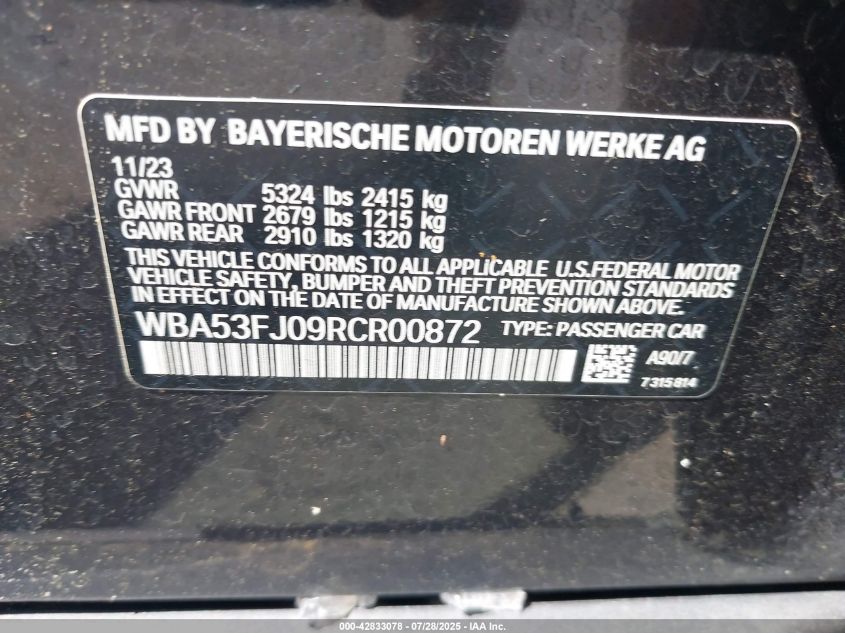 MFD BY BAYERISCHE MOTOREN WERKE AG
11/23
GVWR 5324 lbs 2415 kg
GAWR FRONT 2679 lbs 1215 kg
GAWR REAR 2910 lbs 1320 kg
THIS VEHICLE CONFORMS TO ALL APPLICABLE U.S.FEDERAL MOTOR
VEHICLE SAFETY, BUMPER AND THEFT PREVENTION STANDARDS
IN EFFECT ON THE DATE OF MANUFACTURE SHOWN ABOVE.
WBA53FJ09RCR00872 TYPE: PASSENGER CAR
A90/7
7315814
000-42833078 - 07/28/2025 - IAA Inc.